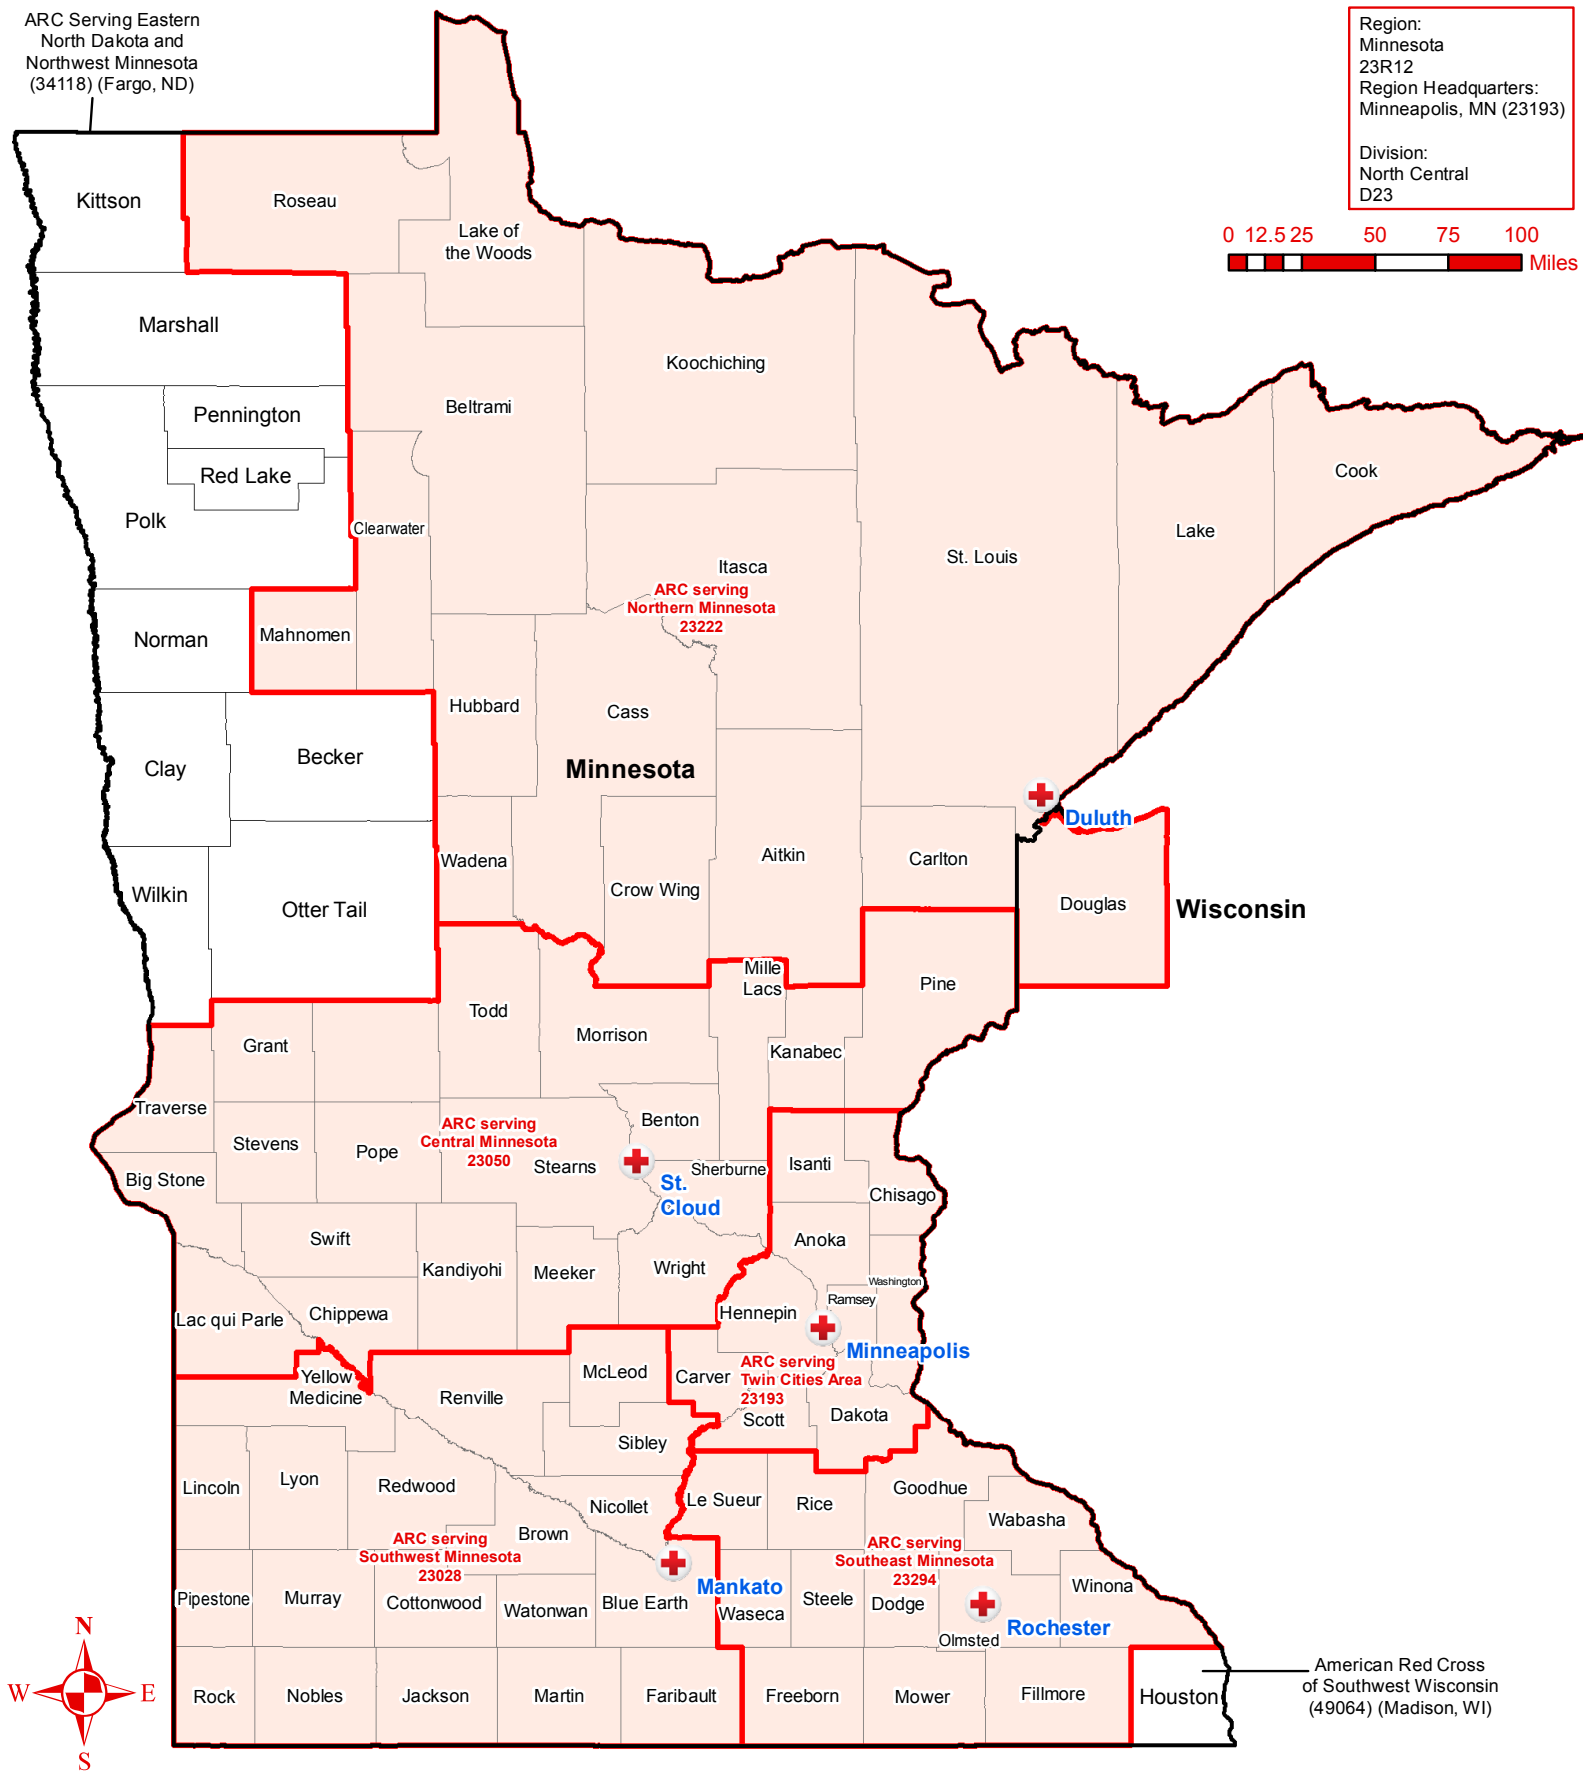 ARC Serving Eastern
North Dakota and
Northwest Minnesota
(34118) (Fargo, ND)
Region:
Minnesota
23R12
Region Headquarters:
Minneapolis, MN (23193)
Division:
North Central
D23
0 12.5 25 50 75 100
Miles
Kittson
Roseau
Lake of
the Woods
Marshall
Koochiching
Pennington
Beltrami
Red Lake
Cook
Polk
Clearwater
Lake
St. Louis
Itasca
ARC serving
Northern Minnesota
23222
Norman
Mahnomen
Hubbard
Cass
Clay
Becker
Minnesota
Duluth
Wadena
Aitkin
Carlton
Wilkin
Otter Tail
Crow Wing
Douglas
Wisconsin
Mille
Lacs
Pine
Todd
Morrison
Grant
Kanabec
Traverse
Stevens
Pope
ARC serving
Central Minnesota
23050
Benton
Stearns
Sherburne
Isanti
Big Stone
St.
Cloud
Chisago
Swift
Anoka
Kandiyohi
Meeker
Wright
Washington
Ramsey
Lac qui Parle
Chippewa
Hennepin
Minneapolis
Yellow
Medicine
Renville
McLeod
Carver
ARC serving
Twin Cities Area
23193
Scott
Dakota
Sibley
Lincoln
Lyon
Redwood
Nicollet
Le Sueur
Rice
Goodhue
Wabasha
Brown
ARC serving
Southwest Minnesota
23028
ARC serving
Southeast Minnesota
23294
Mankato
Winona
Pipestone
Murray
Cottonwood
Watonwan
Blue Earth
Waseca
Steele
Dodge
Rochester
Olmsted
N
W
E
S
Rock
Nobles
Jackson
Martin
Faribault
Freeborn
Mower
Fillmore
Houston
American Red Cross
of Southwest Wisconsin
(49064) (Madison, WI)